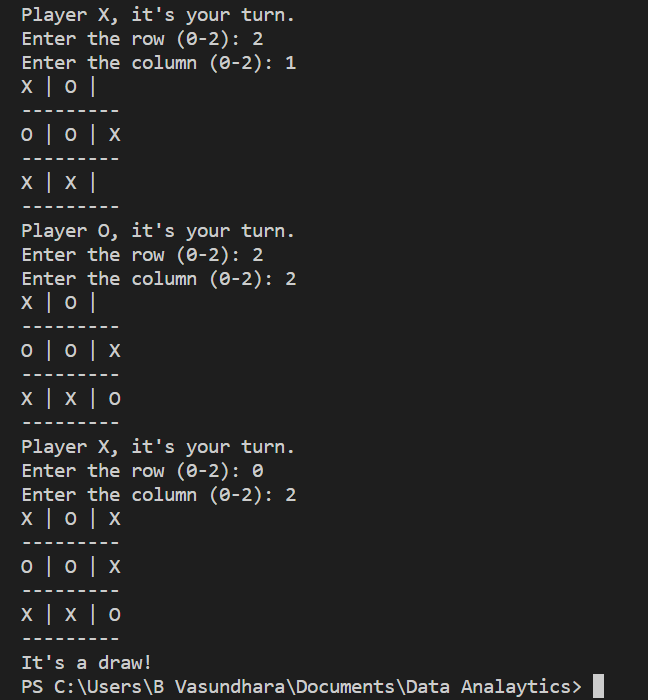 Player X, it's your turn.
Enter the row (0-2): 2
Enter the column (0-2): 1
X | O |
---------
O | O | X
---------
X | X |
---------
Player O, it's your turn.
Enter the row (0-2): 2
Enter the column (0-2): 2
X | O |
---------
O | O | X
---------
X | X | O
---------
Player X, it's your turn.
Enter the row (0-2): 0
Enter the column (0-2): 2
X | O | X
---------
O | O | X
---------
X | X | O
---------
It's a draw!
PS C:\Users\B Vasundhara\Documents\Data Analaytics>